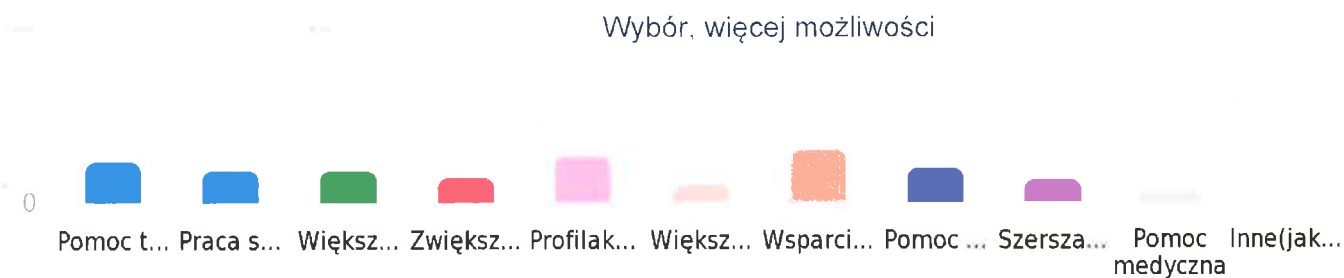 Wybór, więcej możliwości
0
Pomoc t... Praca s... Większ... Zwiększ... Profilak... Większ... Wsparci... Pomoc ... Szersza... Pomoc medyczna Inne(jak...